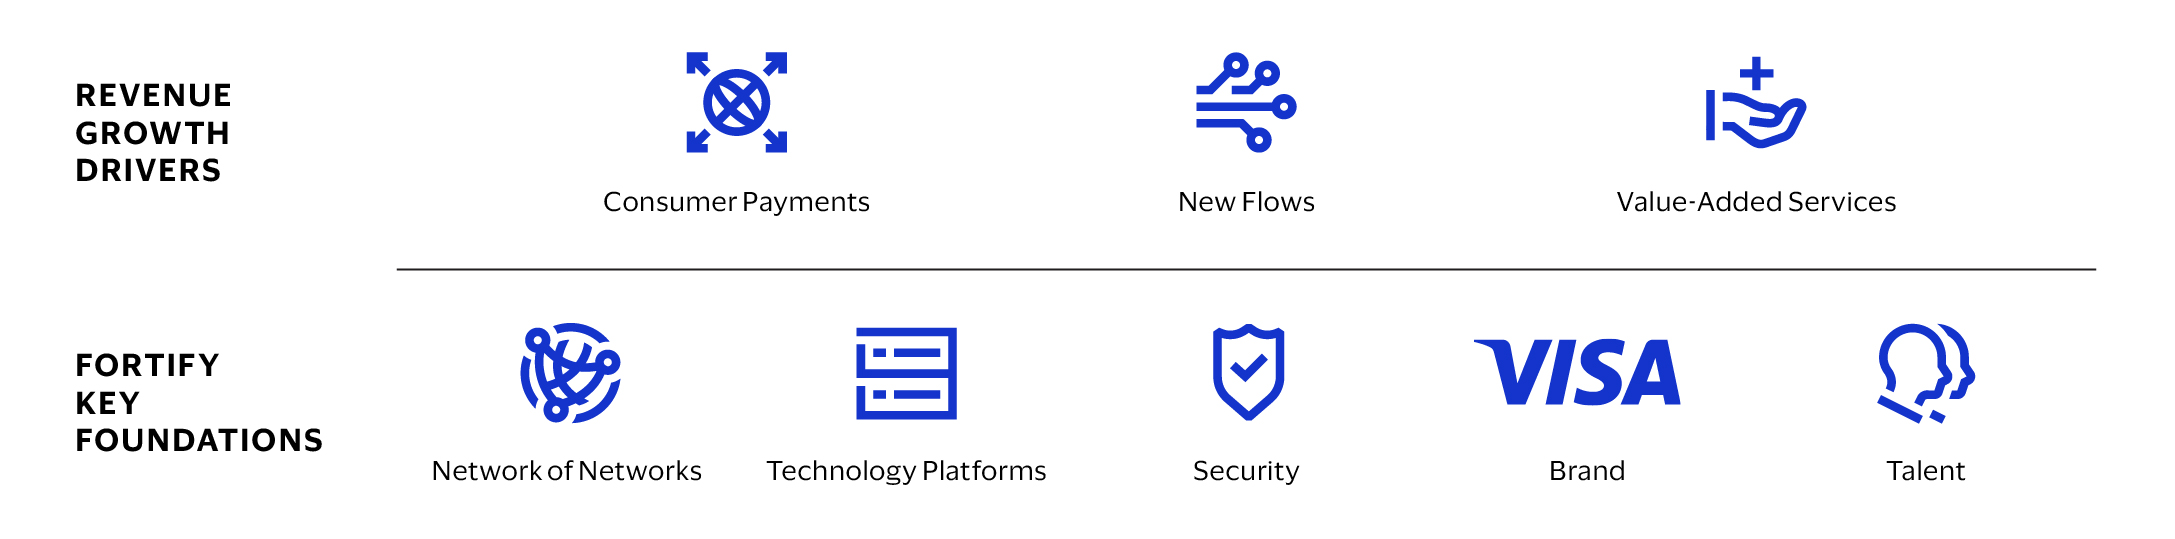 REVENUE
GROWTH
DRIVERS
Consumer Payments
New Flows
Value-Added Services
FORTIFY
KEY
FOUNDATIONS
VISA
Network of Networks
Technology Platforms
Security
Brand
Talent